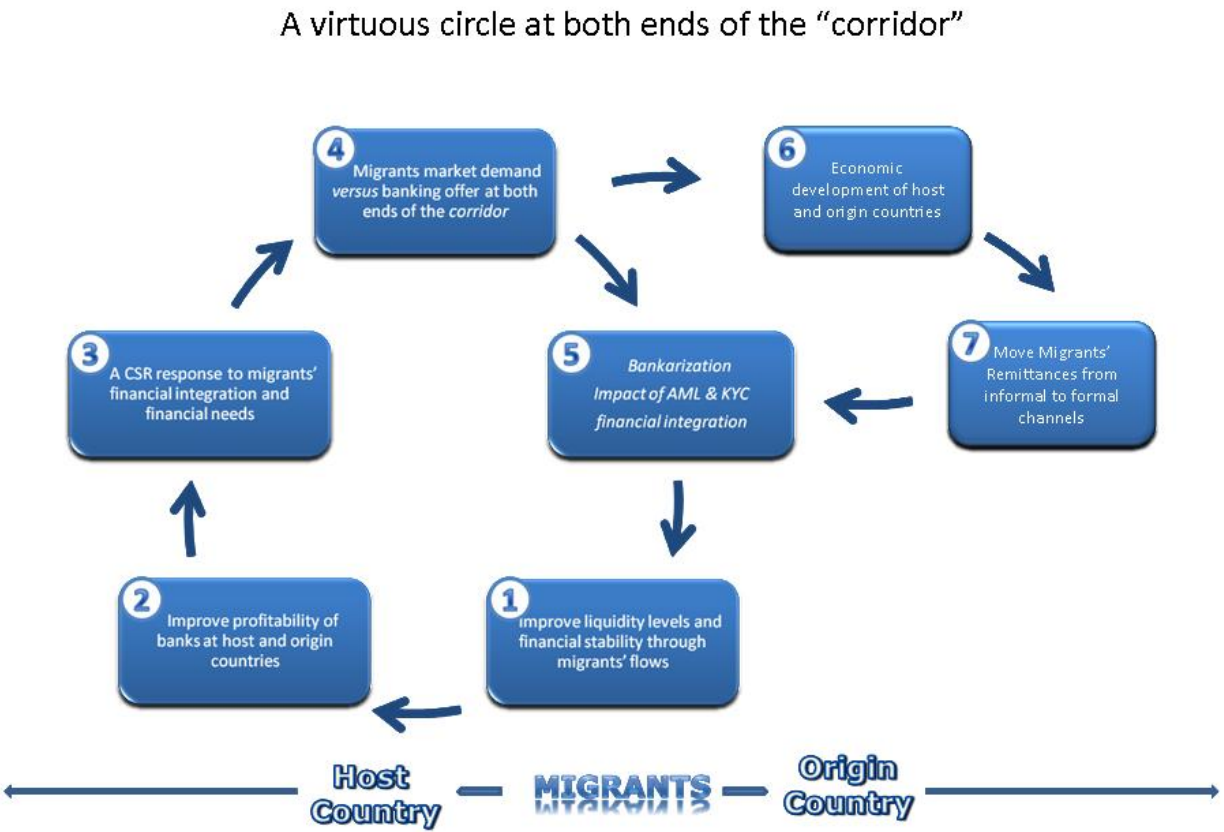 A virtuous circle at both ends of the “corridor”
4
Migrants market demand
versus banking offer at both
ends of the corridor
6
Economic
development of host
and origin countries
3
A CSR response to migrants’
financial integration and
financial needs
5
Bankarization
Impact of AML & KYC
financial integration
7
Move Migrants’
Remittances from
informal to formal
channels
2
Improve profitability of
banks at host and origin
countries
1
Improve liquidity levels and
financial stability through
migrants’ flows
Host
Country
MIGRANTS
Origin
Country